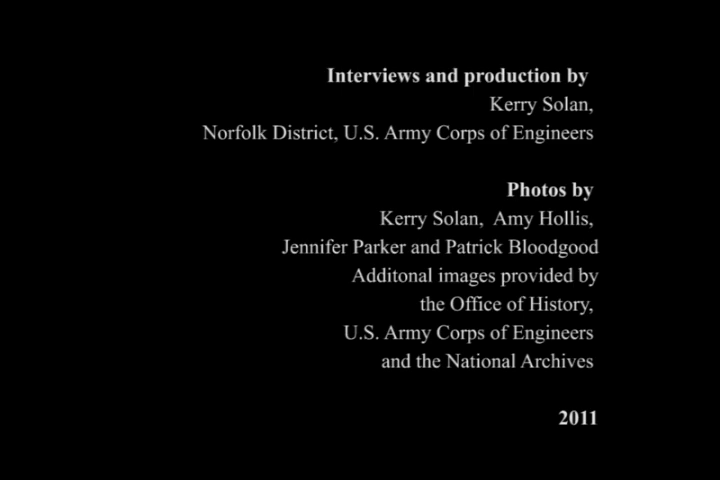 Interviews and production by
Kerry Solan,
Norfolk District, U.S. Army Corps of Engineers
Photos by
Kerry Solan, Amy Hollis,
Jennifer Parker and Patrick Bloodgood
Additonal images provided by
the Office of History,
U.S. Army Corps of Engineers
and the National Archives
2011